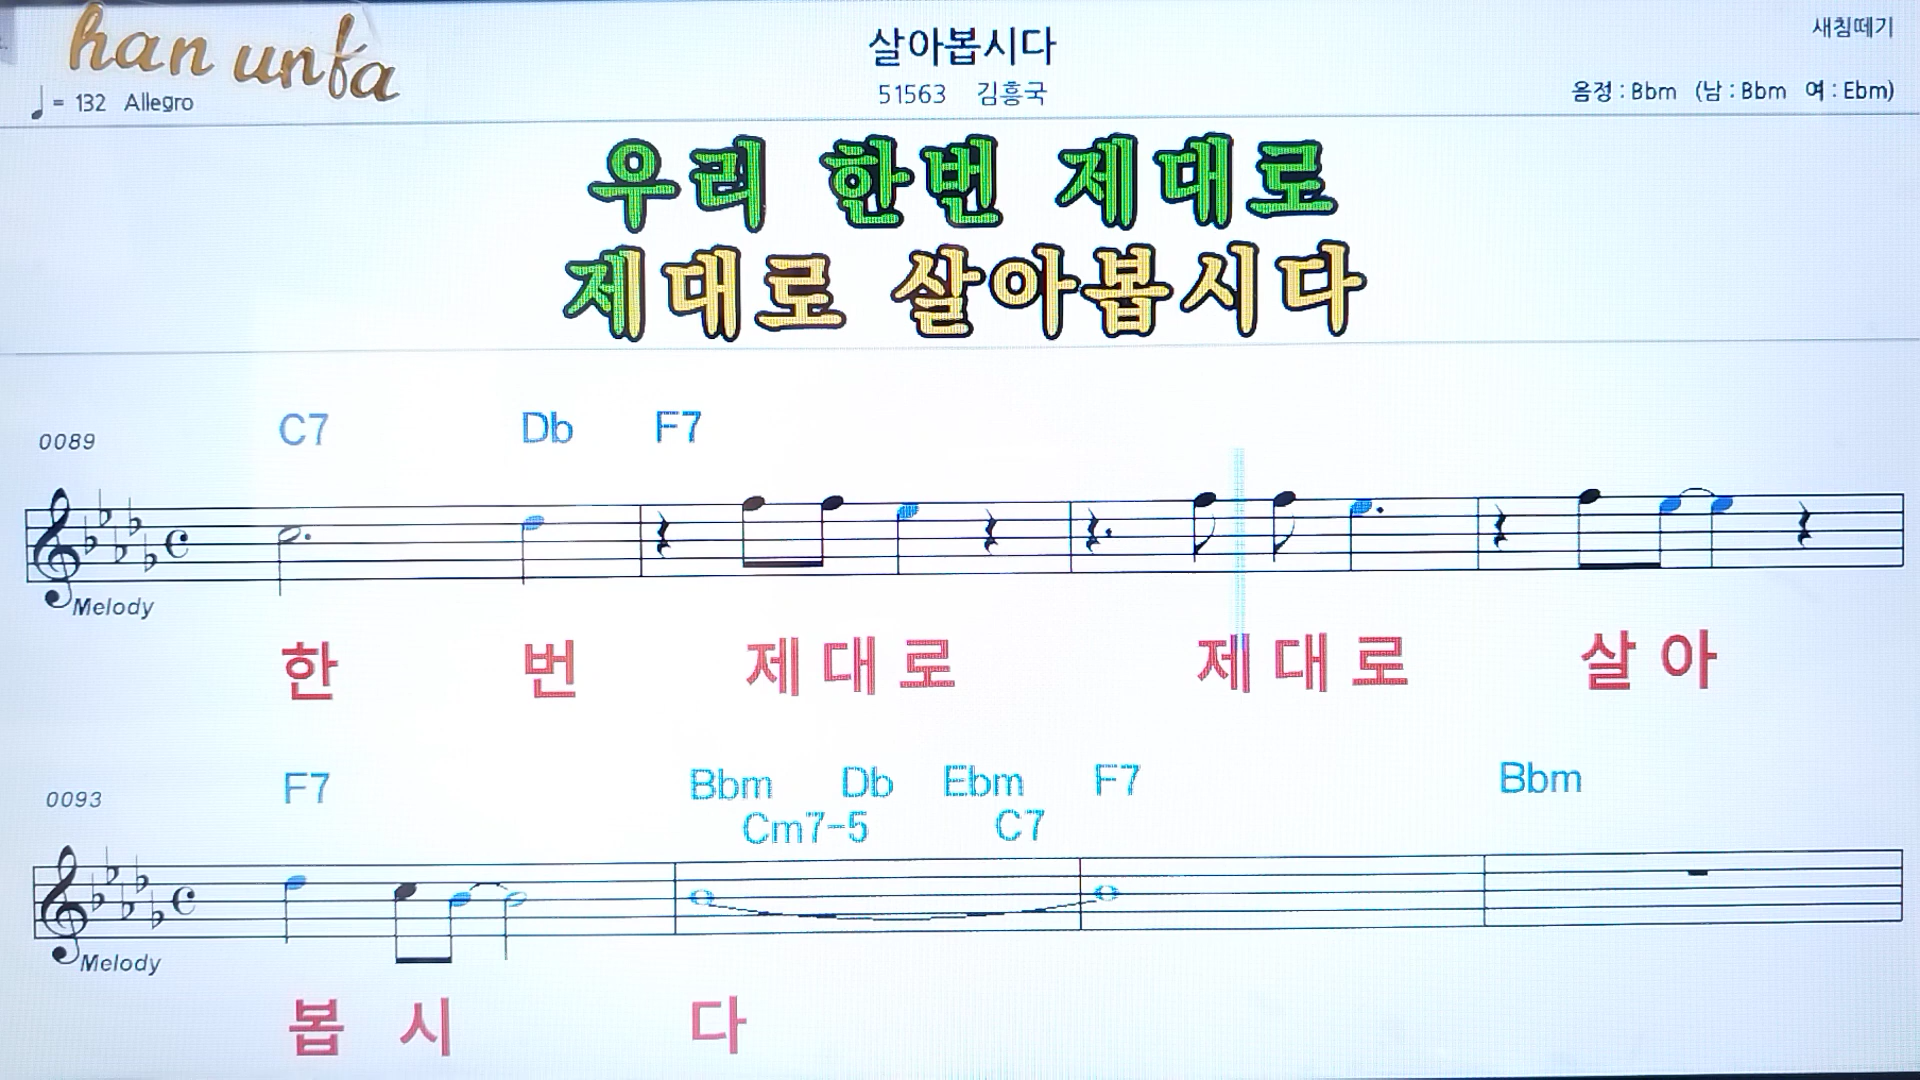 han unfa
살아봅시다
새침떼기
51563 김흥국
♩= 132 Allegro
음정 : Bbm (남 : Bbm 여 : Ebm)
우리 한번 제대로
제대로 살아봅시다
C7 Db F7
0089
Melody
한 번 제 대 로 제 대 로 살 아
F7 Bbm Db Ebm F7 Bbm
Cm7-5 C7
0093
Melody
봅 시 다